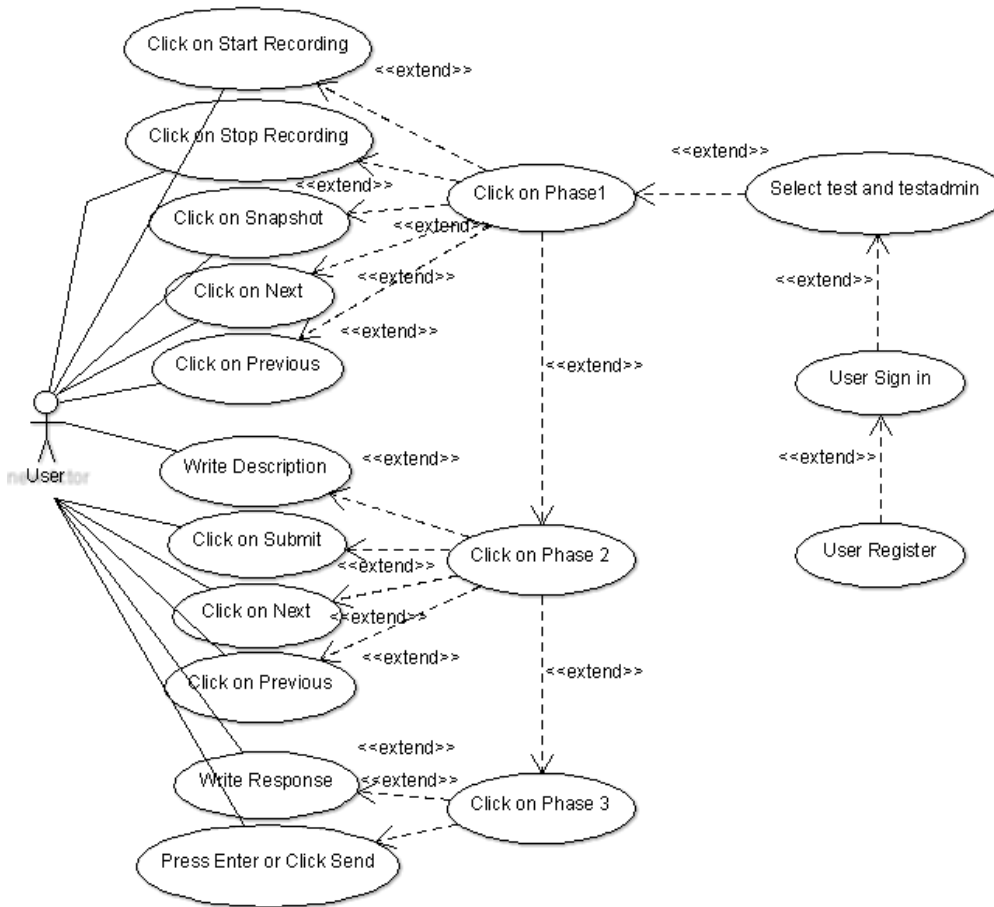 Click on Start Recording
<<extend>>
Click on Stop Recording
<<extend>>
Click on Phase1
Select test and testadmin
<<extend>>
Click on Snapshot
<<extend>>
<<extend>>
Click on Next
<<extend>>
<<extend>>
Click on Previous
<<extend>>
User Sign in
User
Write Description
<<extend>>
<<extend>>
Click on Submit
Click on Phase 2
User Register
<<extend>>
Click on Next
<<extend>>
Click on Previous
<<extend>>
<<extend>>
<<extend>>
Write Response
<<extend>>
Click on Phase 3
Press Enter or Click Send